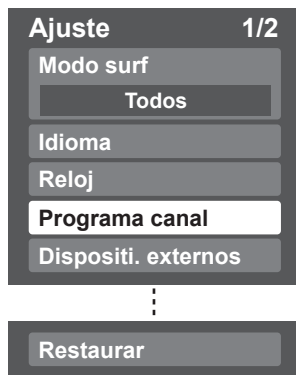 Ajuste 1/2
Modo surf
Todos
Idioma
Reloj
Programa canal
Dispositi. externos
Restaurar